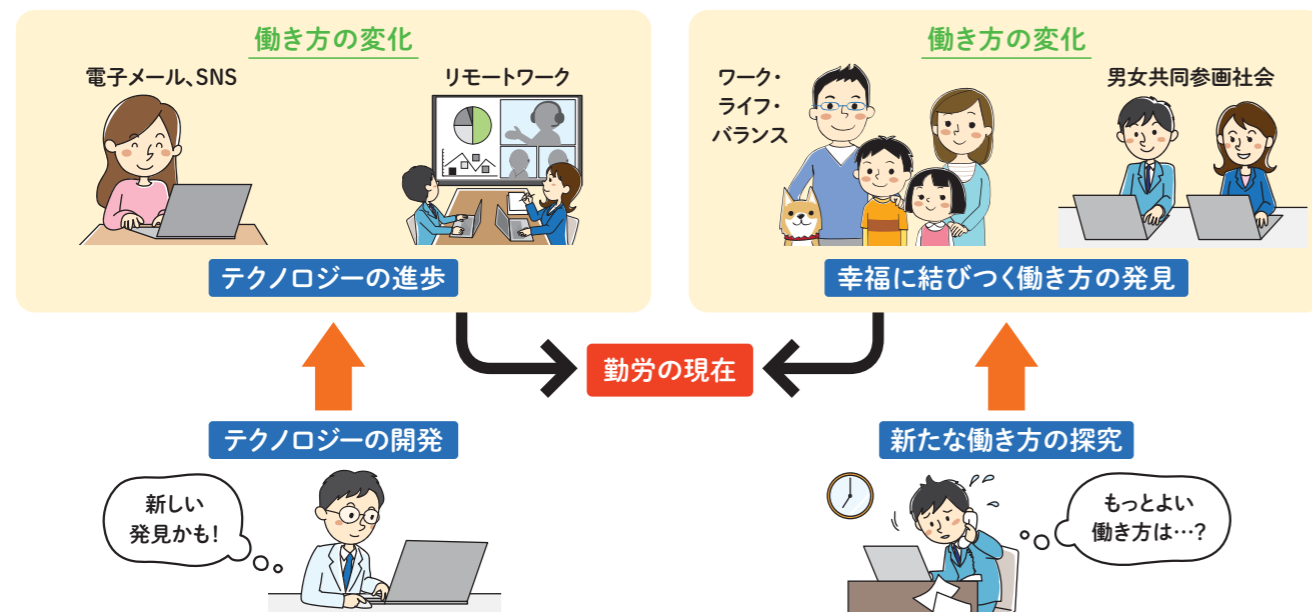 働き方の変化
電子メール、SNS
リモートワーク
テクノロジーの進歩
働き方の変化
ワーク・
ライフ・
バランス
男女共同参画社会
幸福に結びつく働き方の発見
勤労の現在
テクノロジーの開発
新しい
発見かも!
新たな働き方の探究
もっとよい
働き方は…?